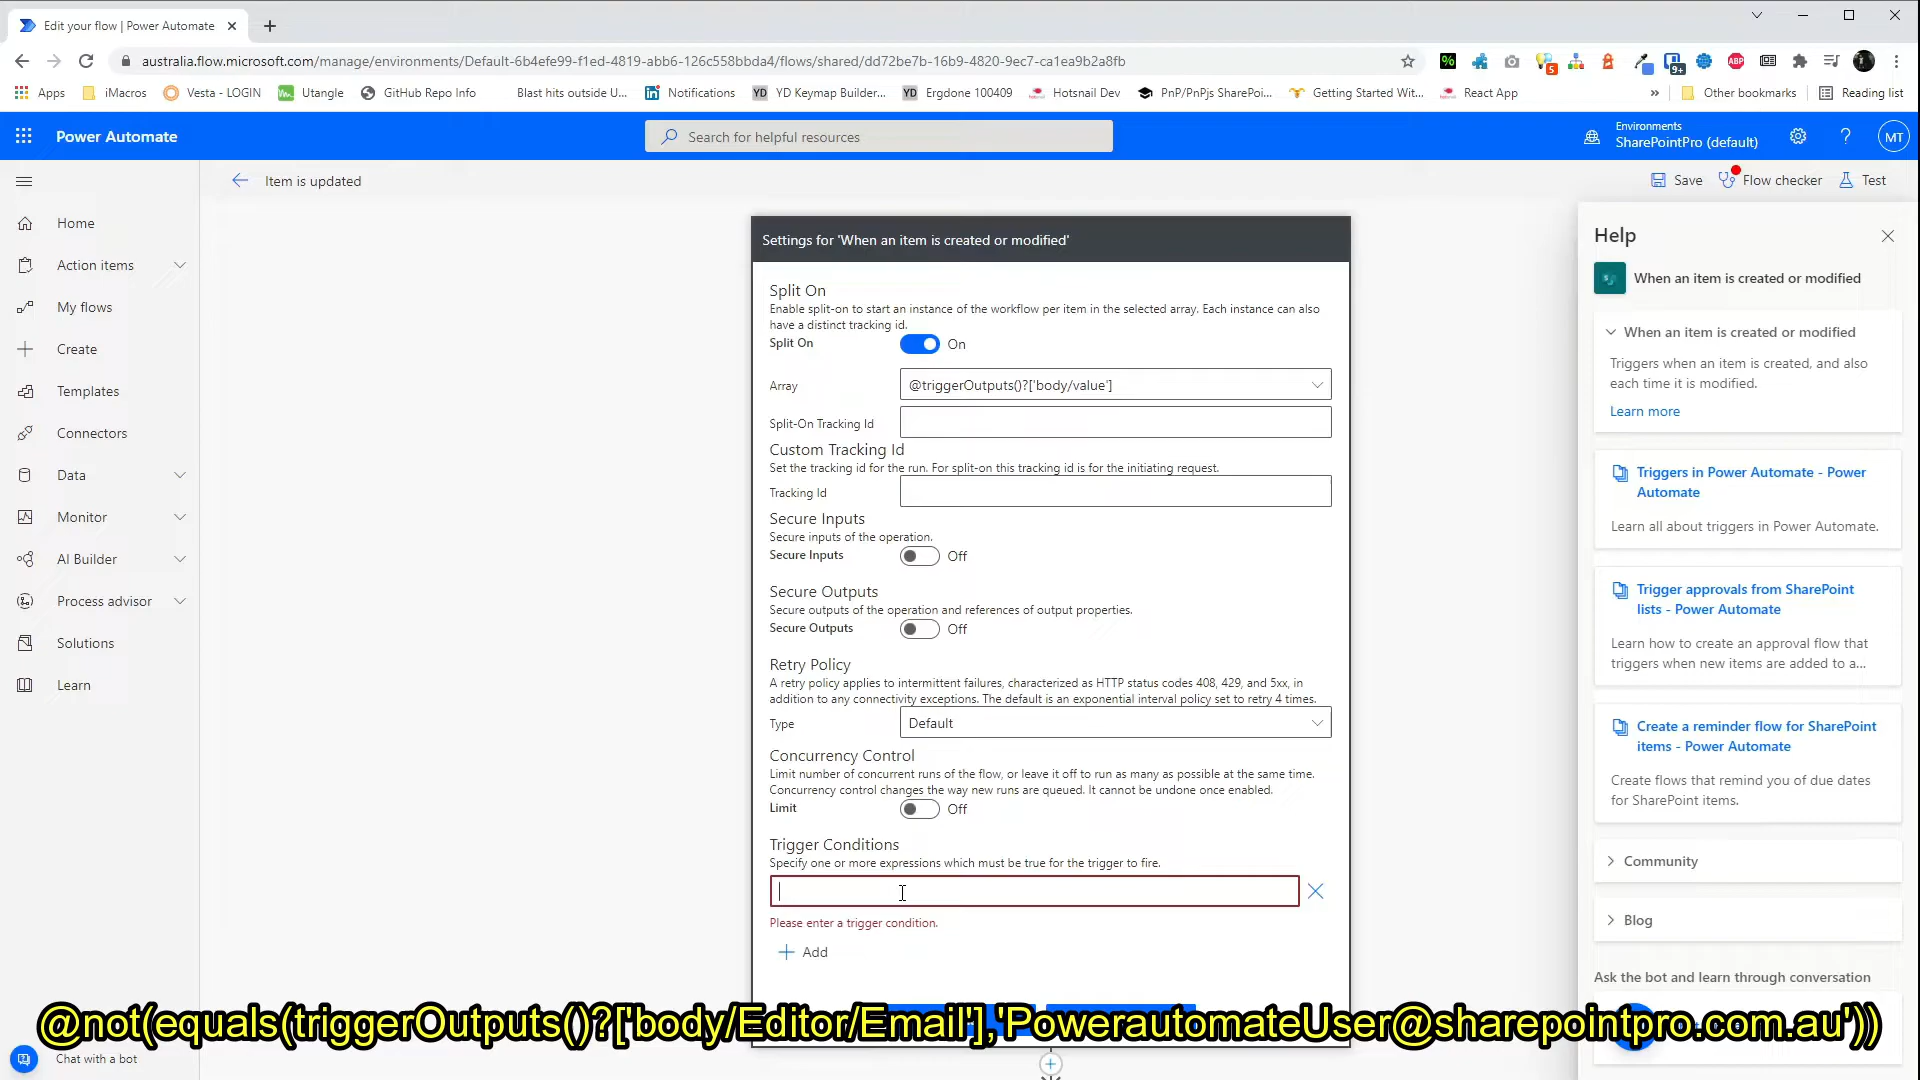 Edit your flow | Power Automate
australia.flow.microsoft.com/manage/environments/Default-6b4efe99-f1ed-4819-abb6-126c558bbda4/flows/shared/dd72be7b-16b9-4820-9ec7-ca1ea9b2a8fb
%
5
9+
ABP
Apps
iMacros
Vesta - LOGIN
Utangle
GitHub Repo Info
Blast hits outside U...
Notifications
YD YD Keymap Builder...
YD Ergdone 100409
Hotsnail Dev
PnP/PnPjs SharePoi...
Getting Started Wit...
React App
»
Other bookmarks
Reading list
Power Automate
Search for helpful resources
Environments
SharePointPro (default)
?
MT
Item is updated
Save
Flow checker
Test
Home
Action items
My flows
Create
Templates
Connectors
Data
Monitor
AI Builder
Process advisor
Solutions
Learn
Chat with a bot
Settings for 'When an item is created or modified'
Split On
Enable split-on to start an instance of the workflow per item in the selected array. Each instance can also
have a distinct tracking id.
Split On
On
Array
@triggerOutputs()?['body/value']
Split-On Tracking Id
Custom Tracking Id
Set the tracking id for the run. For split-on this tracking id is for the initiating request.
Tracking Id
Secure Inputs
Secure inputs of the operation.
Secure Inputs
Off
Secure Outputs
Secure outputs of the operation and references of output properties.
Secure Outputs
Off
Retry Policy
A retry policy applies to intermittent failures, characterized as HTTP status codes 408, 429, and 5xx, in
addition to any connectivity exceptions. The default is an exponential interval policy set to retry 4 times.
Type
Default
Concurrency Control
Limit number of concurrent runs of the flow, or leave it off to run as many as possible at the same time.
Concurrency control changes the way new runs are queued. It cannot be undone once enabled.
Limit
Off
Trigger Conditions
Specify one or more expressions which must be true for the trigger to fire.
Please enter a trigger condition.
Add
Help
When an item is created or modified
When an item is created or modified
Triggers when an item is created, and also
each time it is modified.
Learn more
Triggers in Power Automate - Power
Automate
Learn all about triggers in Power Automate.
Trigger approvals from SharePoint
lists - Power Automate
Learn how to create an approval flow that
triggers when new items are added to a...
Create a reminder flow for SharePoint
items - Power Automate
Create flows that remind you of due dates
for SharePoint items.
Community
Blog
Ask the bot and learn through conversation
@not(equals(triggerOutputs()?['body/Editor/Email'],'PowerautomateUser@sharepointpro.com.au'))